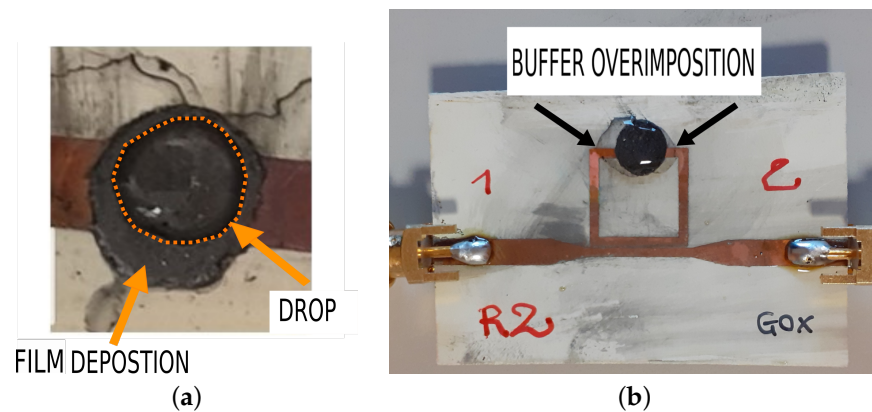 DROP
FILM DEPOSTION
(a)
BUFFER OVERIMPOSITION
1
2
R2
GOX
(b)